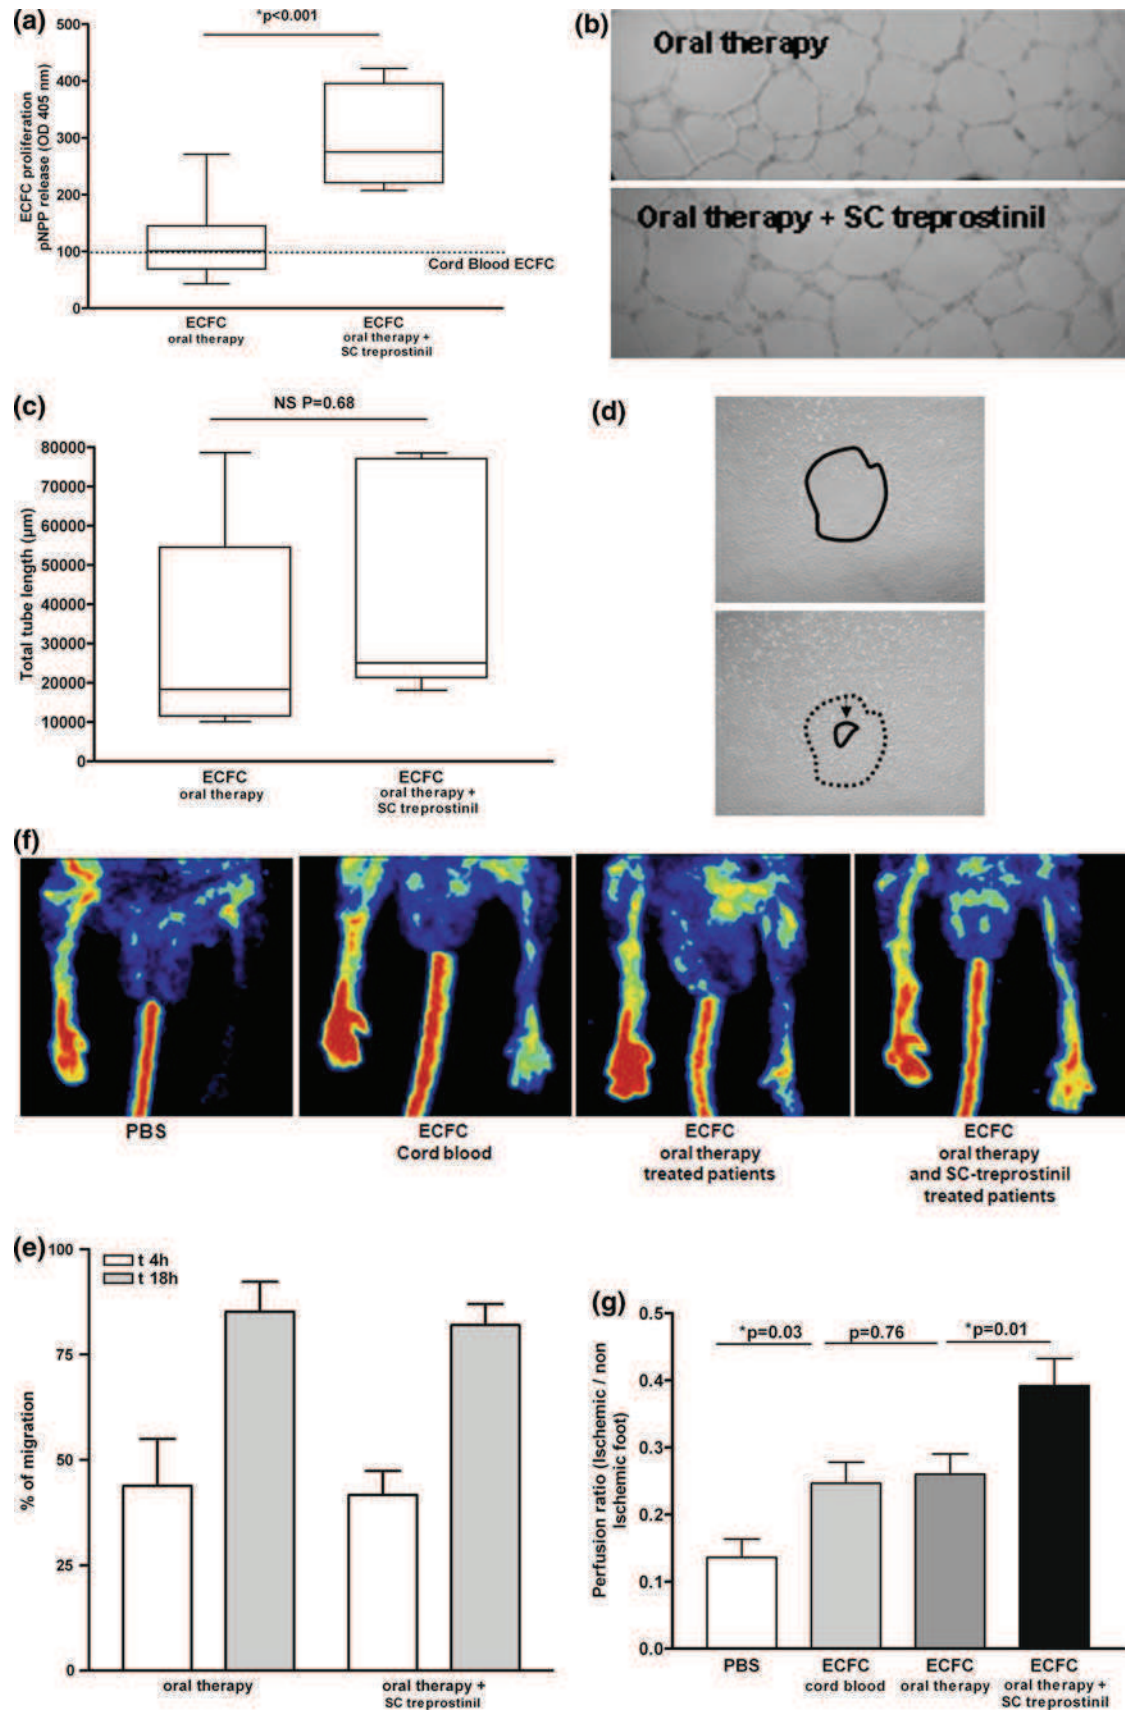 (a)
*p<0.001
ECFC proliferation
pNPP release (OD 405 nm)
500
400
300
200
100
0
Cord Blood ECFC
ECFC
oral therapy
ECFC
oral therapy +
SC treprostinil
(b)
Oral therapy
Oral therapy + SC treprostinil
(c)
NS P=0.68
Total tube length (µm)
80000
70000
60000
50000
40000
30000
20000
10000
0
ECFC
oral therapy
ECFC
oral therapy +
SC treprostinil
(d)
(f)
PBS
ECFC
Cord blood
ECFC
oral therapy
treated patients
ECFC
oral therapy
and SC-treprostinil
treated patients
(e)
t 4h
t 18h
% of migration
100
75
50
25
0
oral therapy
oral therapy +
SC treprostinil
(g)
*p=0.03
p=0.76
*p=0.01
Perfusion ratio (Ischemic / non
Ischemic foot)
0.5
0.4
0.3
0.2
0.1
0.0
PBS
ECFC
cord blood
ECFC
oral therapy
ECFC
oral therapy +
SC treprostinil